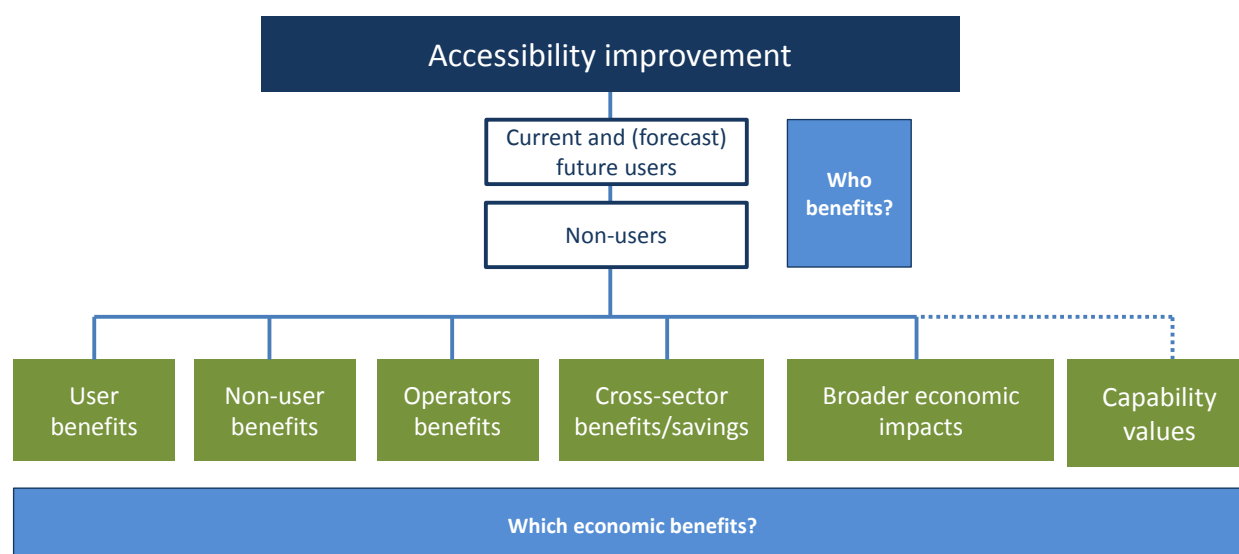 Accessibility improvement
Current and (forecast)
future users
Who
benefits?
Non-users
User
benefits
Non-user
benefits
Operators
benefits
Cross-sector
benefits/savings
Broader economic
impacts
Capability
values
Which economic benefits?